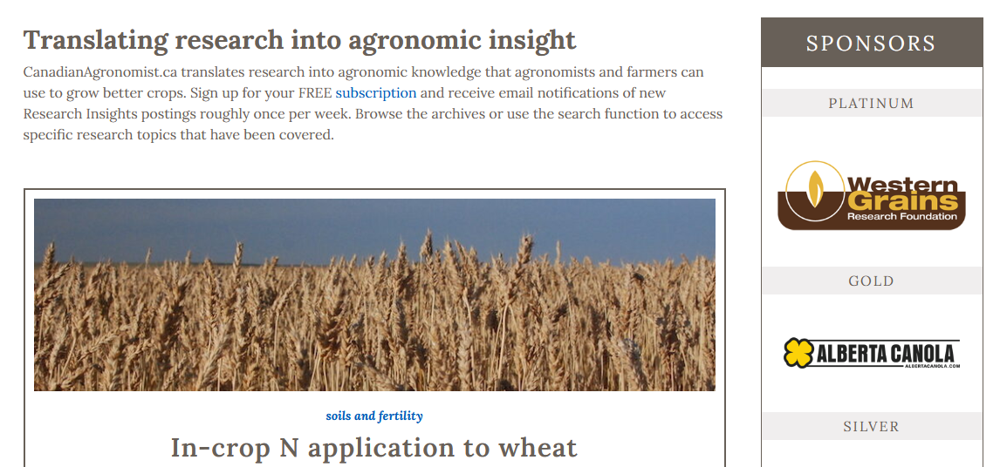 Translating research into agronomic insight
CanadianAgronomist.ca translates research into agronomic knowledge that agronomists and farmers can
use to grow better crops. Sign up for your FREE subscription and receive email notifications of new
Research Insights postings roughly once per week. Browse the archives or use the search function to access
specific research topics that have been covered.
soils and fertility
In-crop N application to wheat
SPONSORS
PLATINUM
Western
Grains
Research Foundation
GOLD
ALBERTA CANOLA
ALBERTACANOLA.COM
SILVER